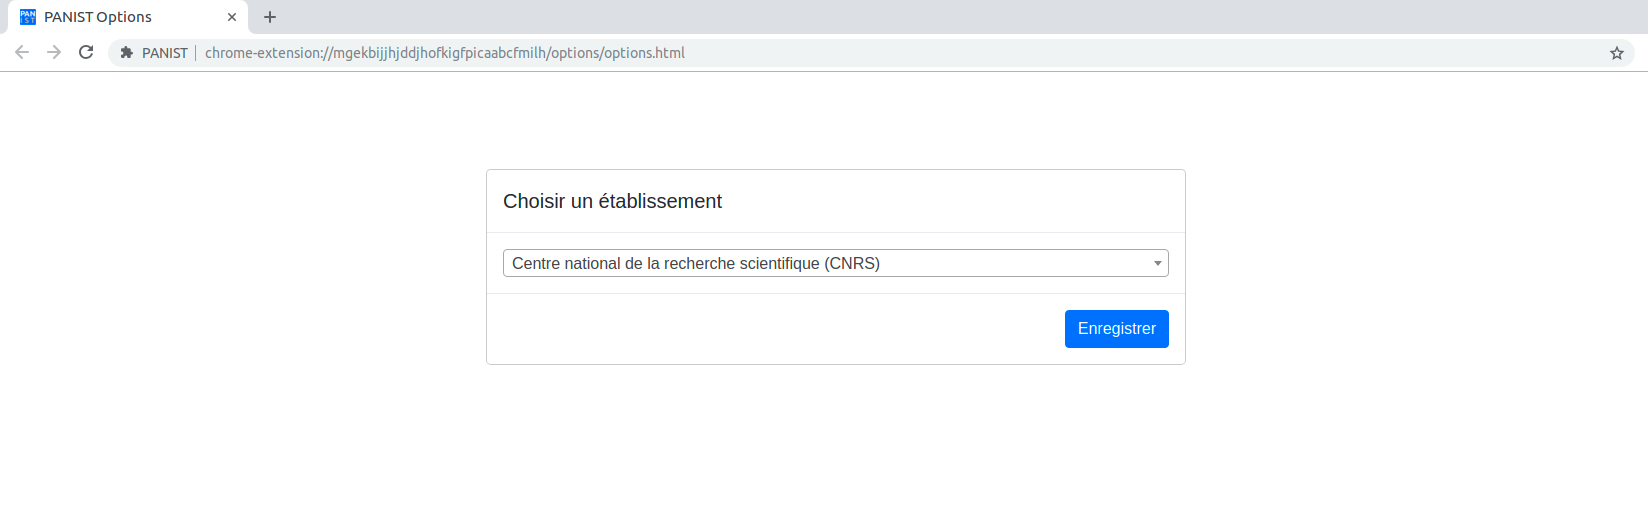 PAN
IST
PANIST Options
PANIST
chrome-extension://mgekbijjhjddjhofkigfpicaabcfmilh/options/options.html
Choisir un établissement
Centre national de la recherche scientifique (CNRS)
Enregistrer